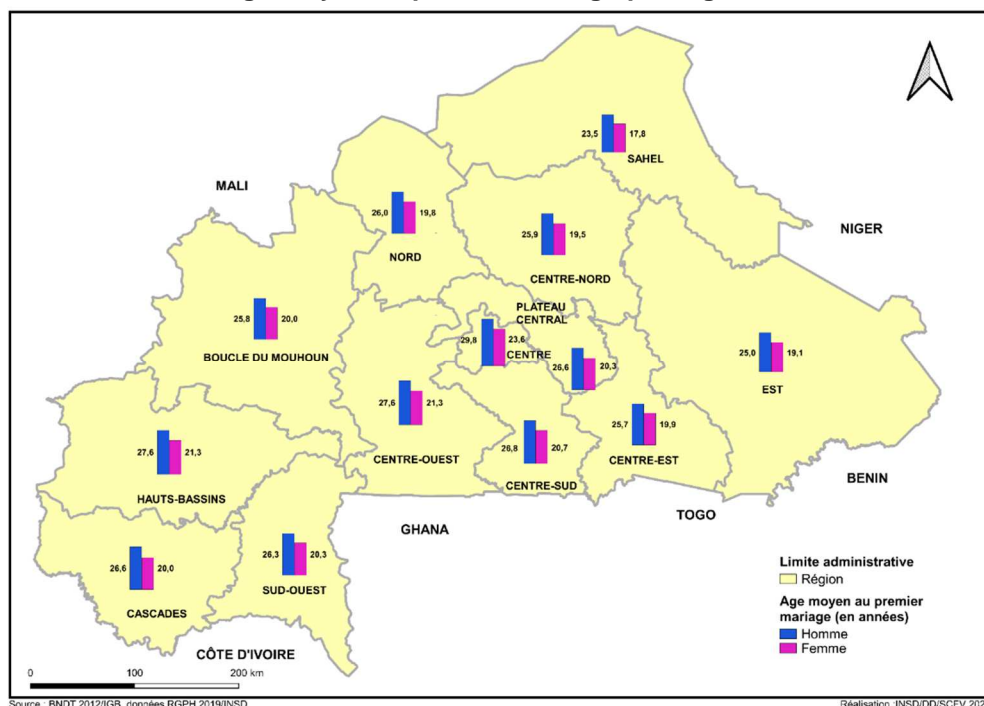 23,5
17,8
SAHEL
MALI
26,0
19,8
NORD
NIGER
25,9
19,5
CENTRE-NORD
25,8
20,0
BOUCLE DU MOUHOUN
PLATEAU
CENTRAL
29,8
23,6
CENTRE
26,6
20,3
25,0
19,1
EST
27,6
21,3
CENTRE-OUEST
25,7
19,9
CENTRE-EST
26,8
20,7
CENTRE-SUD
27,6
21,3
HAUTS-BASSINS
BENIN
GHANA
TOGO
26,6
20,0
CASCADES
26,3
20,3
SUD-OUEST
CÔTE D'IVOIRE
Limite administrative
Région
Age moyen au premier
mariage (en années)
Homme
Femme
0 100 200 km
Source : BNDT 2012/IGB, données RGPH 2019/INSD
Réalisation :INSD/DD/SCEV